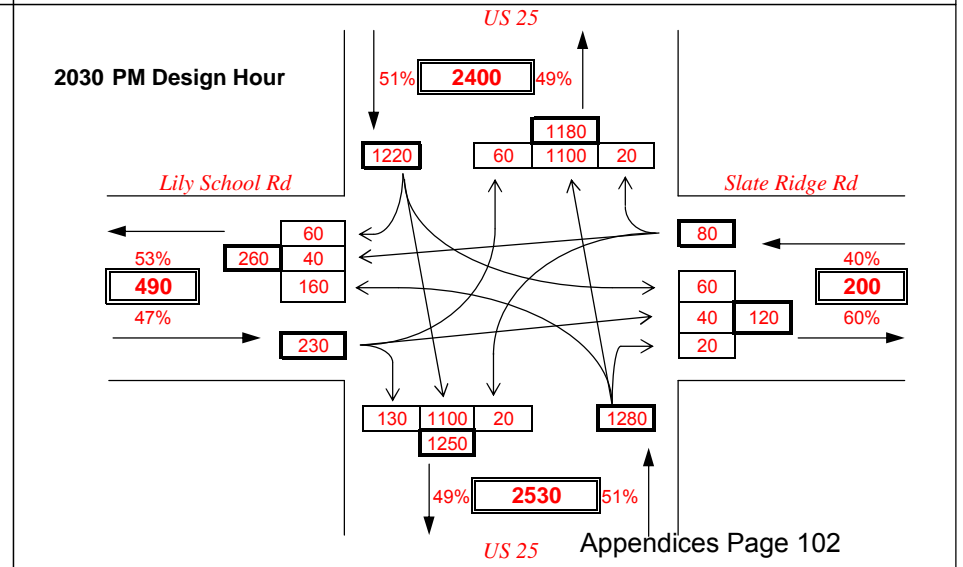 US 25
2030 PM Design Hour
51% 2400 49%
1180
1220 60 1100 20
Lily School Rd Slate Ridge Rd
60 80
53% 260 40 40%
490 160 60 200
47% 40 120 60%
230 20
130 1100 20 1280
1250
49% 2530 51%
US 25 Appendices Page 102